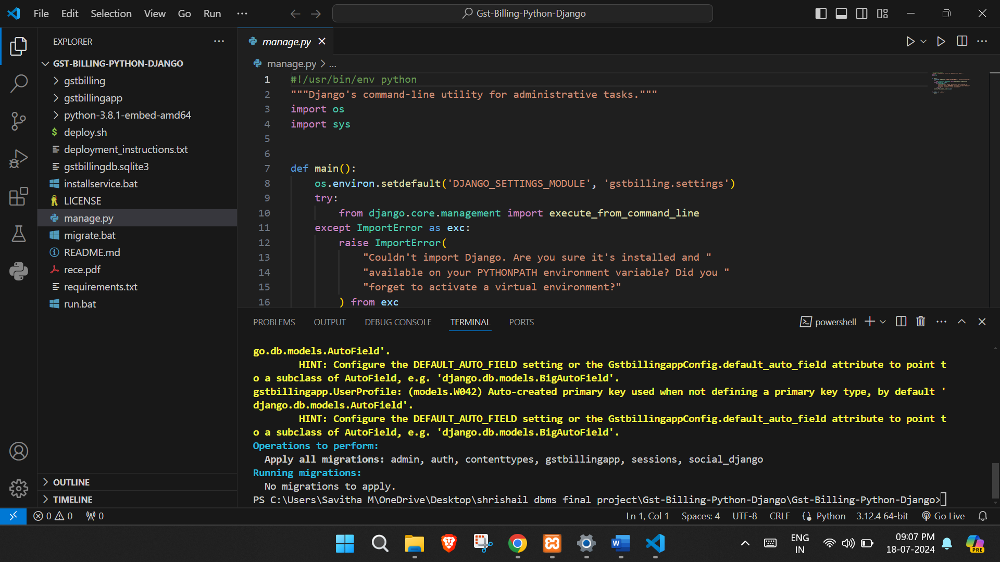 File Edit Selection View Go Run ··· Gst-Billing-Python-Django
EXPLORER ···
GST-BILLING-PYTHON-DJANGO
gstbilling
gstbillingapp
python-3.8.1-embed-amd64
$ deploy.sh
deployment_instructions.txt
gstbillingdb.sqlite3
installservice.bat
LICENSE
manage.py
migrate.bat
README.md
rece.pdf
requirements.txt
run.bat
OUTLINE
TIMELINE
manage.py
manage.py > ...
1 #!/usr/bin/env python
2 """Django's command-line utility for administrative tasks."""
3 import os
4 import sys
5
6
7 def main():
8 os.environ.setdefault('DJANGO_SETTINGS_MODULE', 'gstbilling.settings')
9 try:
10 from django.core.management import execute_from_command_line
11 except ImportError as exc:
12 raise ImportError(
13 "Couldn't import Django. Are you sure it's installed and "
14 "available on your PYTHONPATH environment variable? Did you "
15 "forget to activate a virtual environment?"
16 ) from exc
PROBLEMS OUTPUT DEBUG CONSOLE TERMINAL PORTS powershell
go.db.models.AutoField'.
HINT: Configure the DEFAULT_AUTO_FIELD setting or the GstbillingappConfig.default_auto_field attribute to point t
o a subclass of AutoField, e.g. 'django.db.models.BigAutoField'.
gstbillingapp.UserProfile: (models.W042) Auto-created primary key used when not defining a primary key type, by default '
django.db.models.AutoField'.
HINT: Configure the DEFAULT_AUTO_FIELD setting or the GstbillingappConfig.default_auto_field attribute to point t
o a subclass of AutoField, e.g. 'django.db.models.BigAutoField'.
Operations to perform:
Apply all migrations: admin, auth, contenttypes, gstbillingapp, sessions, social_django
Running migrations:
No migrations to apply.
PS C:\Users\Savitha M\OneDrive\Desktop\shrishail dbms final project\Gst-Billing-Python-Django\Gst-Billing-Python-Django>
0 0 0 Ln 1, Col 1 Spaces: 4 UTF-8 CRLF Python 3.12.4 64-bit Go Live
W
ENG
IN
09:07 PM
18-07-2024
PRE